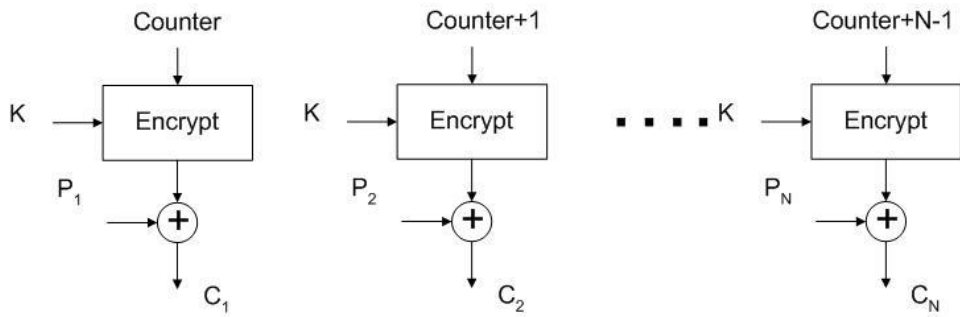 Counter Counter+1 Counter+N-1
K Encrypt K Encrypt K Encrypt
P₁ P₂ Pₙ
+ + +
C₁ C₂ Cₙ